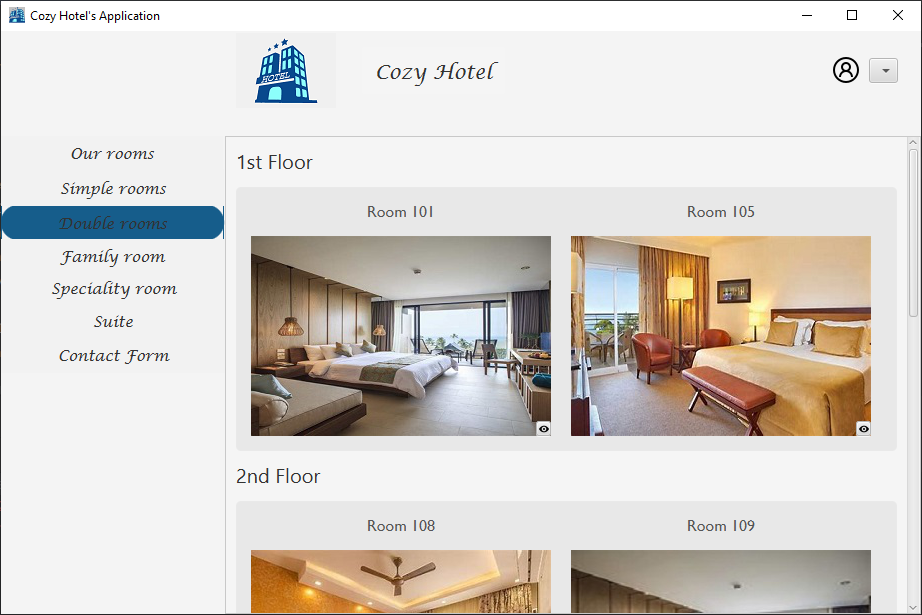 Cozy Hotel's Application
HOTEL
Cozy Hotel
Our rooms
Simple rooms
Double rooms
Family room
Speciality room
Suite
Contact Form
1st Floor
Room 101
Room 105
2nd Floor
Room 108
Room 109